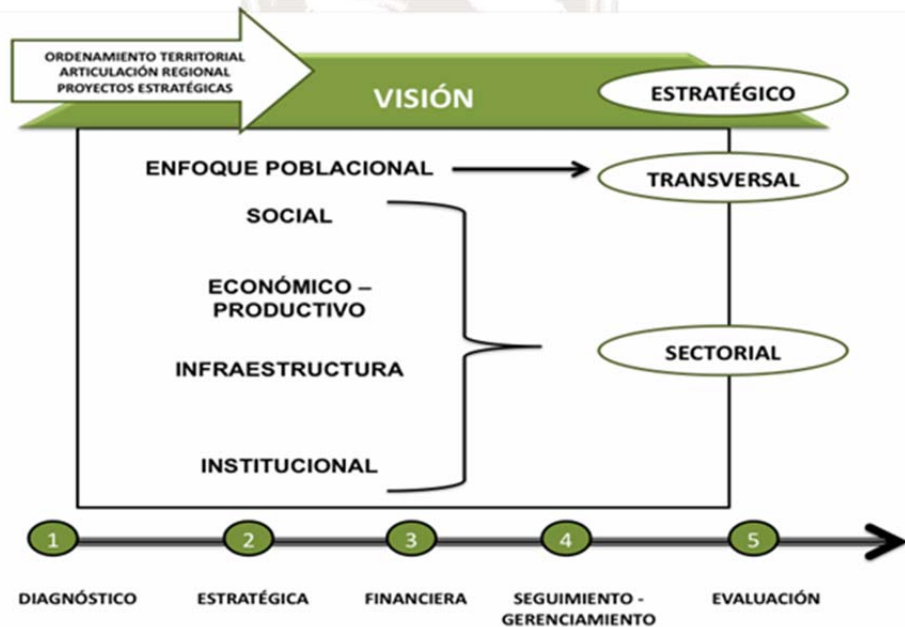 ORDENAMIENTO TERRITORIAL
ARTICULACIÓN REGIONAL
PROYECTOS ESTRATÉGICAS
VISIÓN
ESTRATÉGICO
ENFOQUE POBLACIONAL
TRANSVERSAL
SOCIAL
ECONÓMICO –
PRODUCTIVO
INFRAESTRUCTURA
INSTITUCIONAL
SECTORIAL
1
2
3
4
5
DIAGNÓSTICO
ESTRATÉGICA
FINANCIERA
SEGUIMIENTO -
GERENCIAMIENTO
EVALUACIÓN